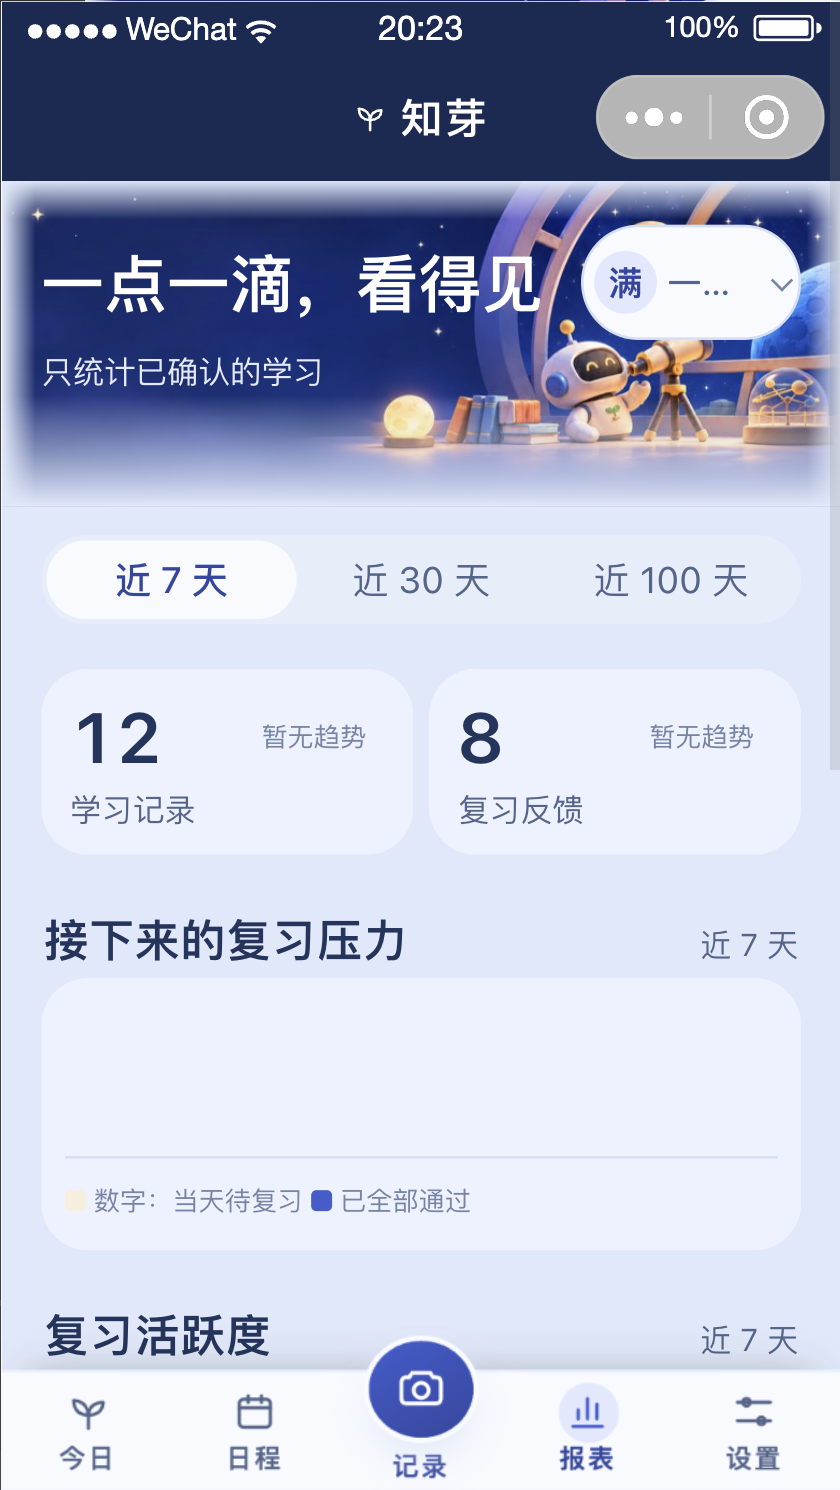 WeChat 20:23 100%
知芽
一点一滴，看得见
满 一...
只统计已确认的学习
近 7 天 近 30 天 近 100 天
12 暂无趋势 8 暂无趋势
学习记录 复习反馈
接下来的复习压力 近 7 天
数字：当天待复习 已全部通过
复习活跃度 近 7 天
今日 日程 记录 报表 设置